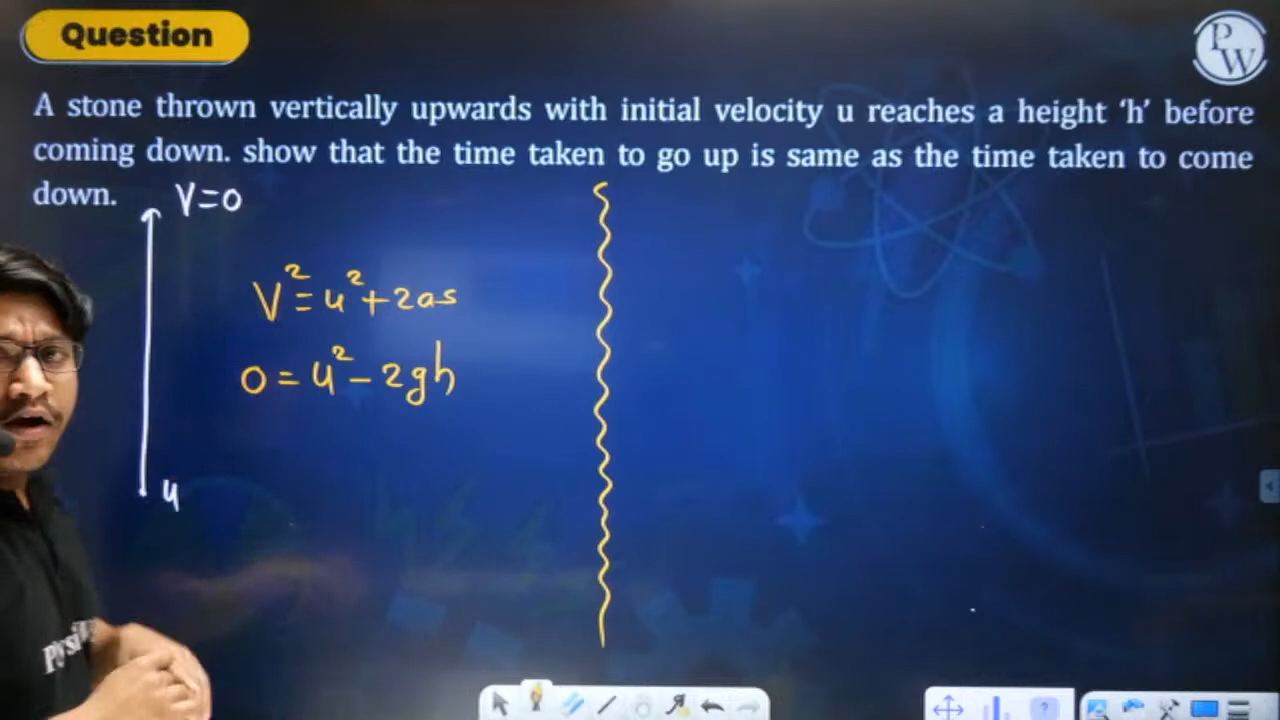 Question
PW
A stone thrown vertically upwards with initial velocity u reaches a height ‘h’ before
coming down. show that the time taken to go up is same as the time taken to come
down.
V=0
V²=u²+2as
0=u²-2gh
u